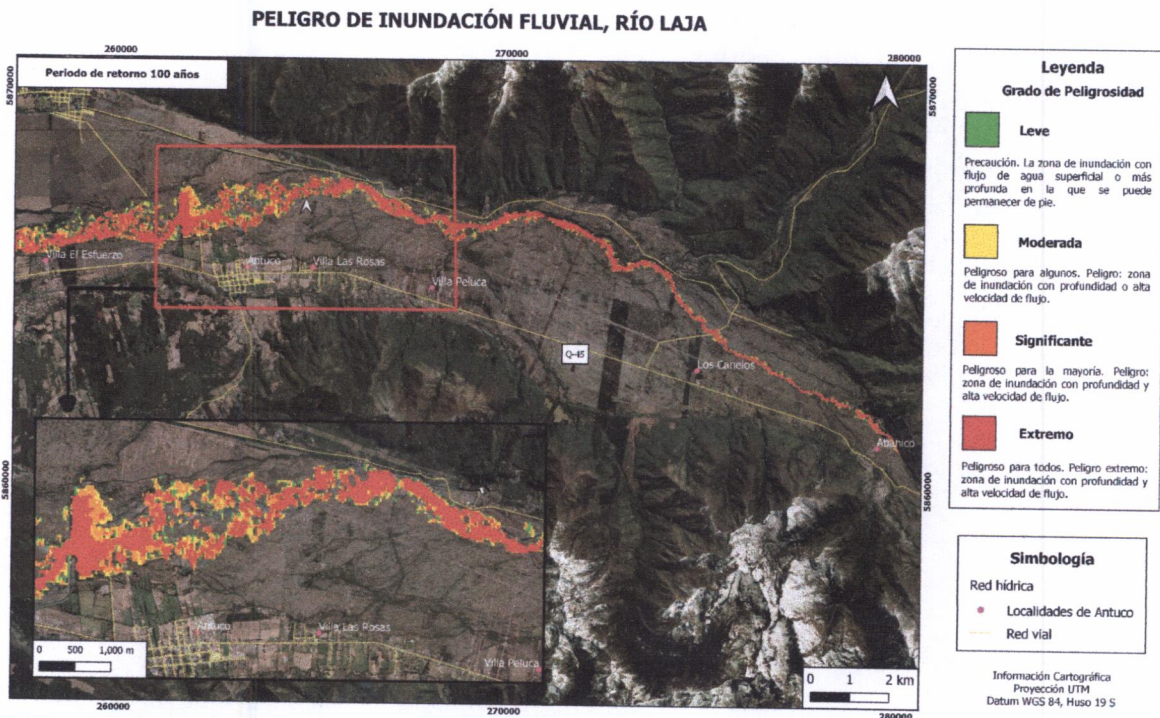 PELIGRO DE INUNDACIÓN FLUVIAL, RÍO LAJA
260000
270000
280000
5870000
5870000
Periodo de retorno 100 años
Villa El Esfuerzo
Antuco
Villa Las Rosas
Villa Peluca
Q-45
Los Canelos
Abanico
5860000
5860000
Antuco
Villa Las Rosas
Villa Peluca
0 500 1,000 m
0 1 2 km
260000
270000
280000
Leyenda
Grado de Peligrosidad
Leve
Precaución. La zona de inundación con
flujo de agua superficial o más
profunda en la que se puede
permanecer de pie.
Moderada
Peligroso para algunos. Peligro: zona
de inundación con profundidad o alta
velocidad de flujo.
Significante
Peligroso para la mayoría. Peligro:
zona de inundación con profundidad y
alta velocidad de flujo.
Extremo
Peligroso para todos. Peligro extremo:
zona de inundación con profundidad y
alta velocidad de flujo.
Simbología
Red hídrica
Localidades de Antuco
Red vial
Información Cartográfica
Proyección UTM
Datum WGS 84, Huso 19 S